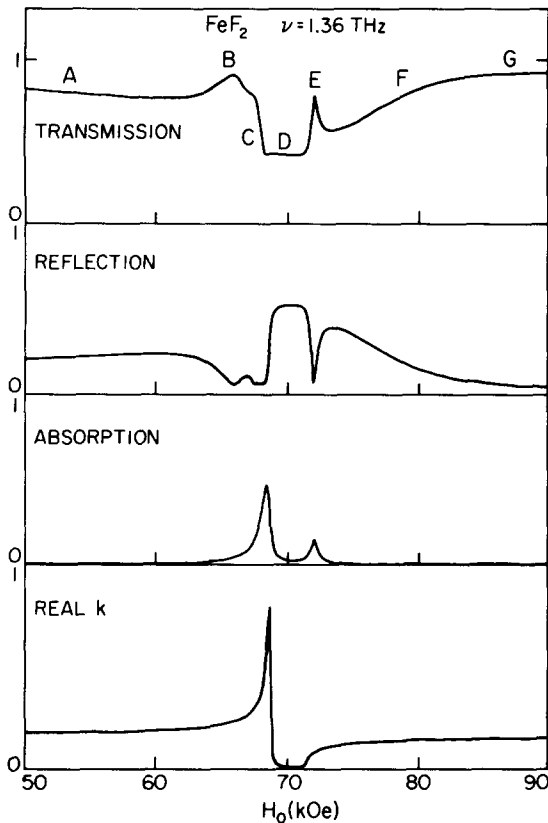 FeF₂ ν=1.36 THz
1
A B C D E F G
TRANSMISSION
0
1
REFLECTION
0
1
ABSORPTION
0
1
REAL k
0
50 60 70 80 90
H₀(kOe)